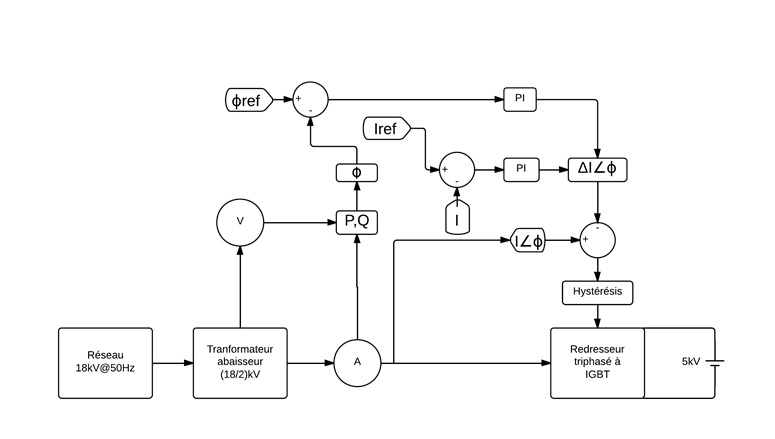 ϕref
+
-
PI
Iref
+
-
PI
ΔI∠ϕ
ϕ
I
V
P,Q
I∠ϕ
+
-
Hystérésis
Réseau
18kV@50Hz
Tranformateur
abaisseur
(18/2)kV
A
Redresseur
triphasé à
IGBT
5kV